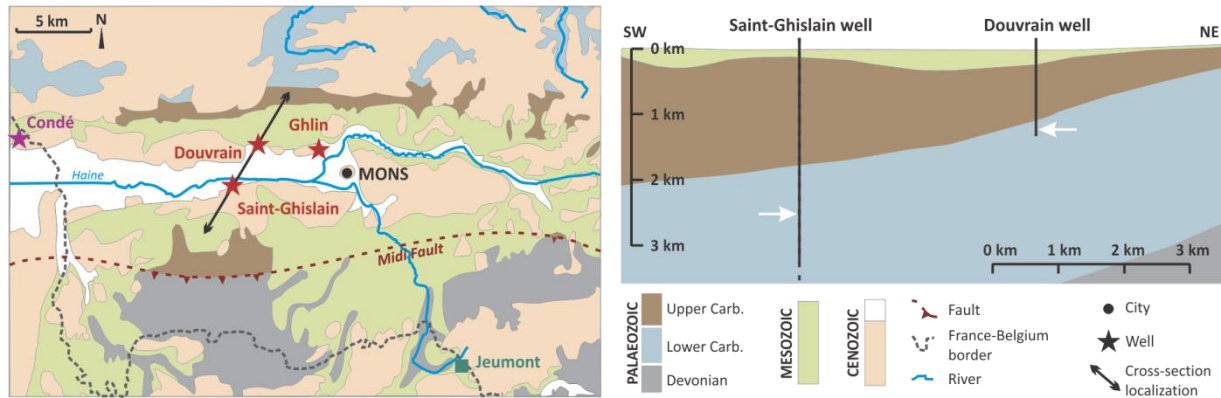 5 km
N
Condé
Ghlin
Douvrain
MONS
Haine
Saint-Ghislain
Midi Fault
Jeumont
Saint-Ghislain well
Douvrain well
SW
NE
0 km
1 km
2 km
3 km
0 km 1 km 2 km 3 km
PALAEOZOIC
Upper Carb.
Lower Carb.
Devonian
MESOZOIC
CENOZOIC
Fault
France-Belgium
border
River
City
Well
Cross-section
localization